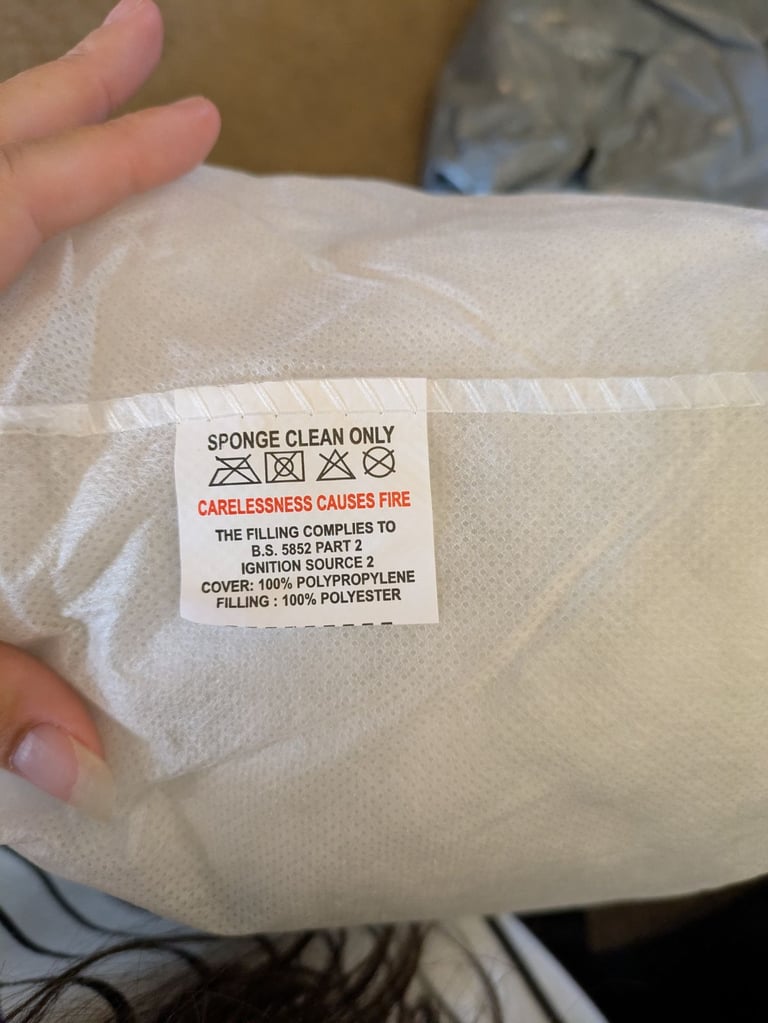 SPONGE CLEAN ONLY
CARELESSNESS CAUSES FIRE
THE FILLING COMPLIES TO
B.S. 5852 PART 2
IGNITION SOURCE 2
COVER: 100% POLYPROPYLENE
FILLING : 100% POLYESTER